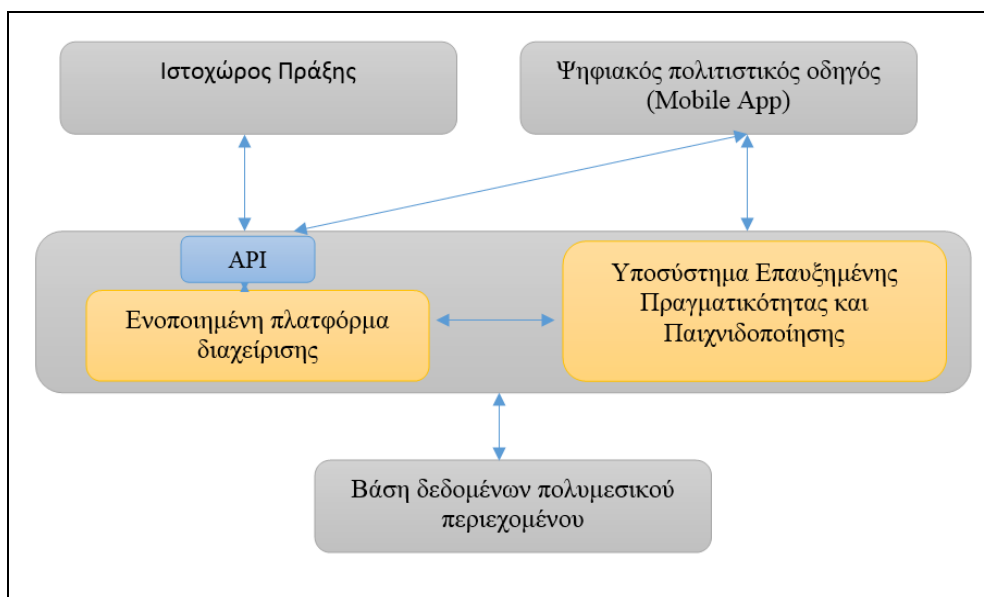 Ιστοχώρος Πράξης
Ψηφιακός πολιτιστικός οδηγός
(Mobile App)
API
Ενοποιημένη πλατφόρμα
διαχείρισης
Υποσύστημα Επαυξημένης
Πραγματικότητας και
Παιχνιδοποίησης
Βάση δεδομένων πολυμεσικού
περιεχομένου